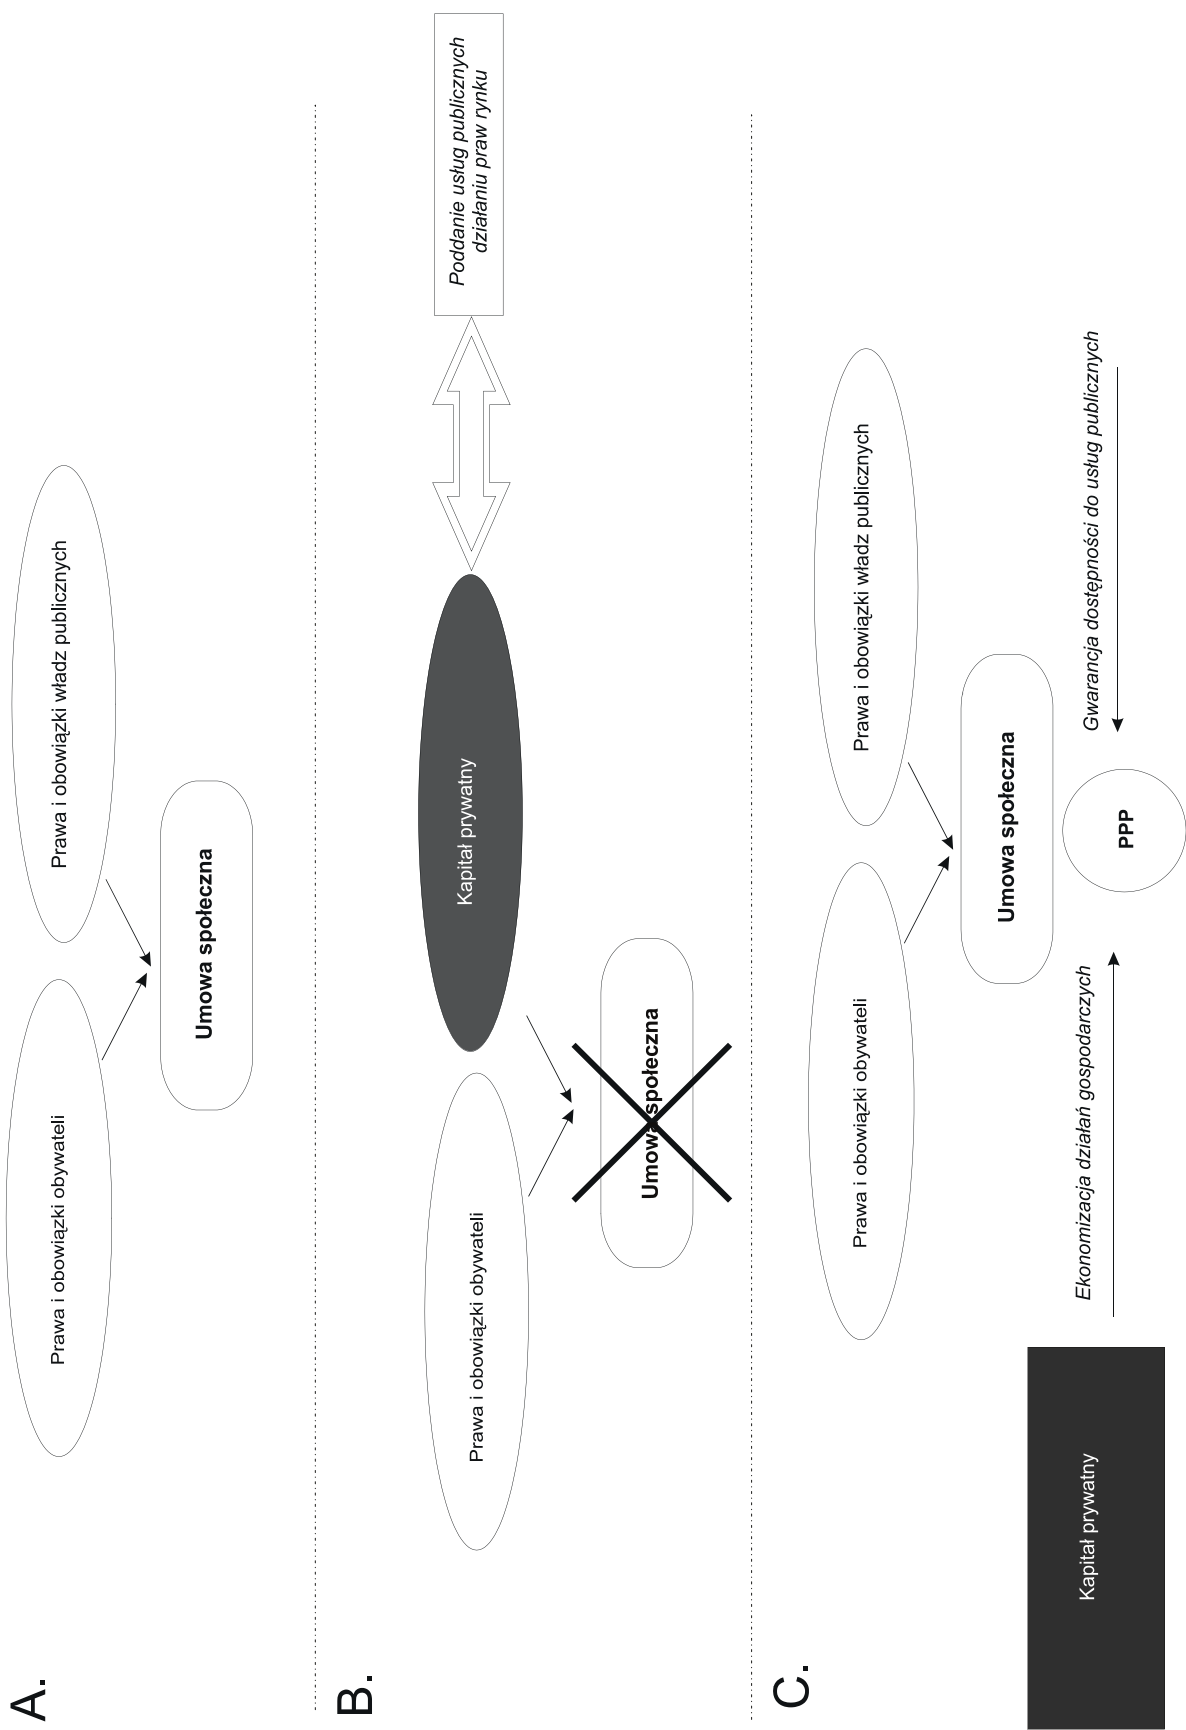 A.
Prawa i obowiązki obywateli
Prawa i obowiązki władz publicznych
Umowa społeczna
B.
Prawa i obowiązki obywateli
Kapitał prywatny
Poddanie usług publicznych
działaniu praw rynku
Umowa społeczna
C.
Prawa i obowiązki obywateli
Prawa i obowiązki władz publicznych
Umowa społeczna
Kapitał prywatny
Ekonomizacja działań gospodarczych
PPP
Gwarancja dostępności do usług publicznych